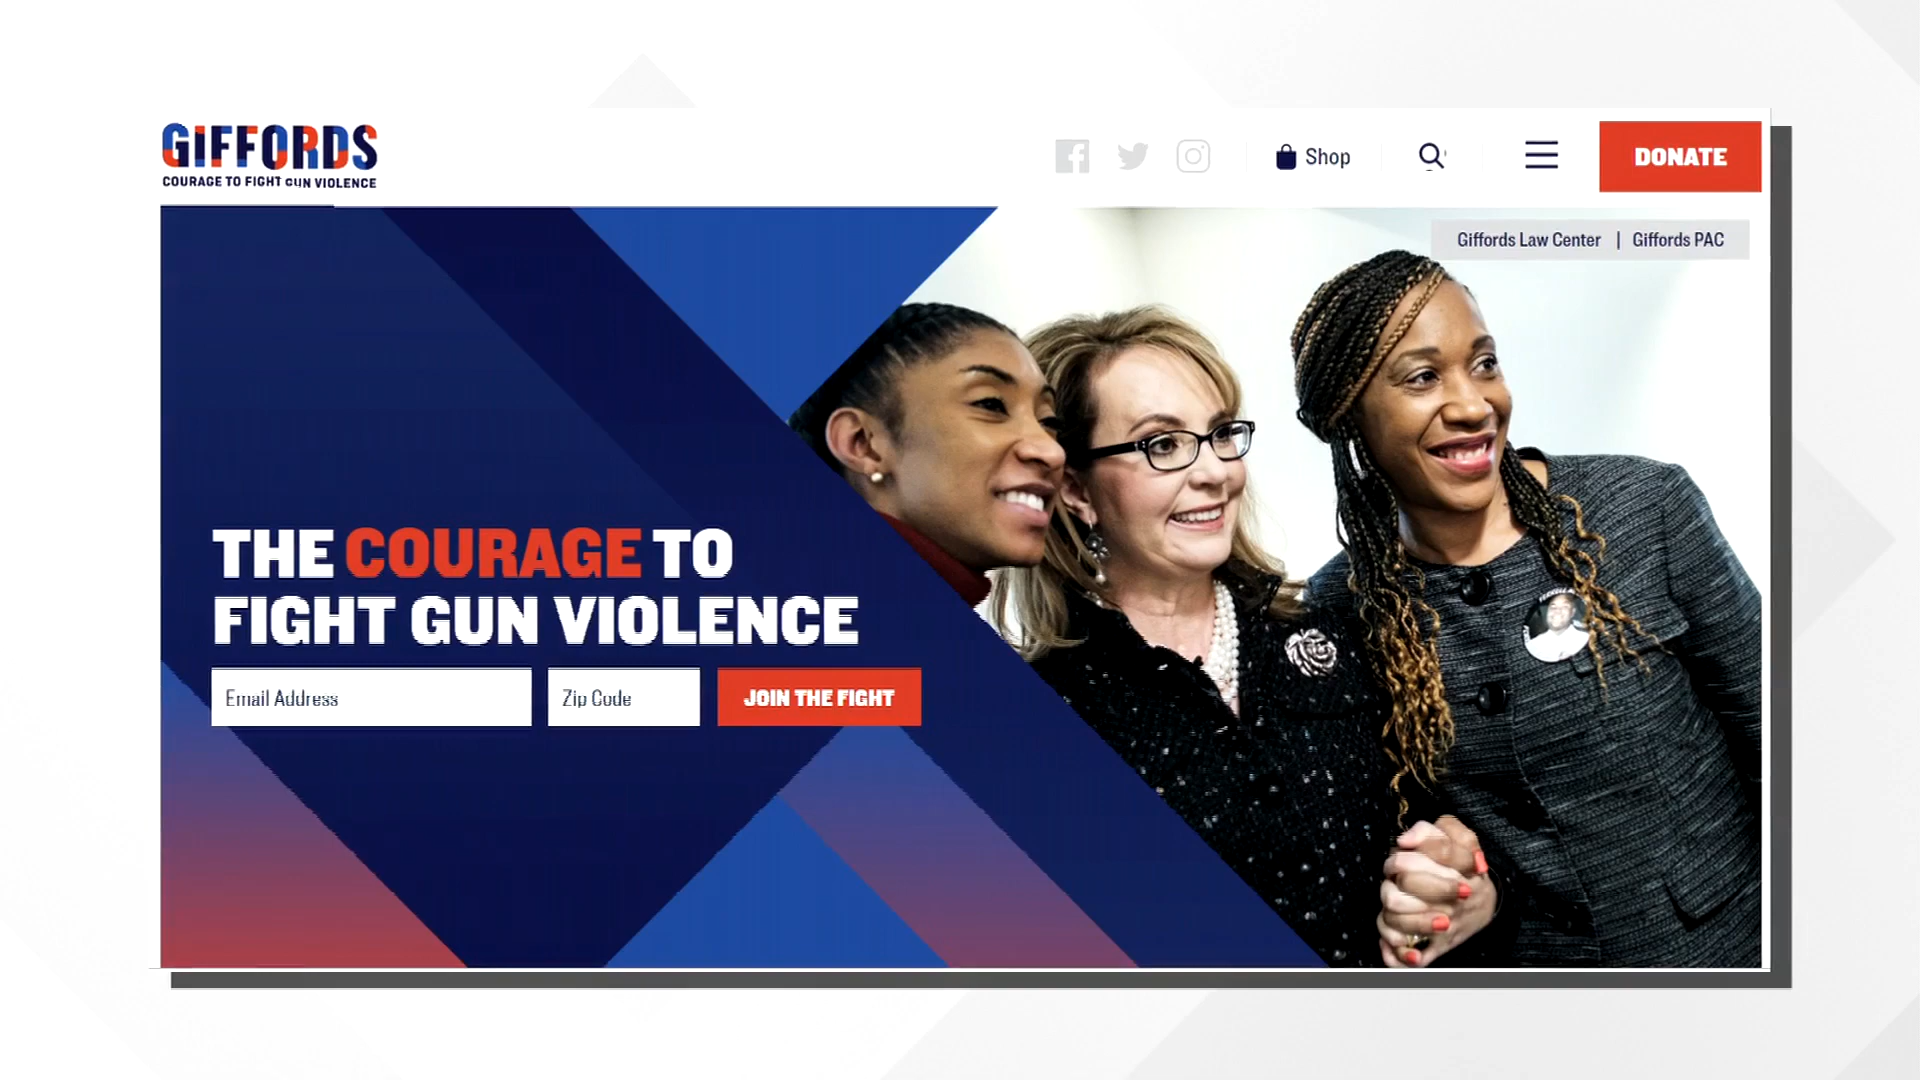 GIFFORDS
COURAGE TO FIGHT GUN VIOLENCE
Shop
DONATE
Giffords Law Center | Giffords PAC
THE COURAGE TO
FIGHT GUN VIOLENCE
Email Address
Zip Code
JOIN THE FIGHT